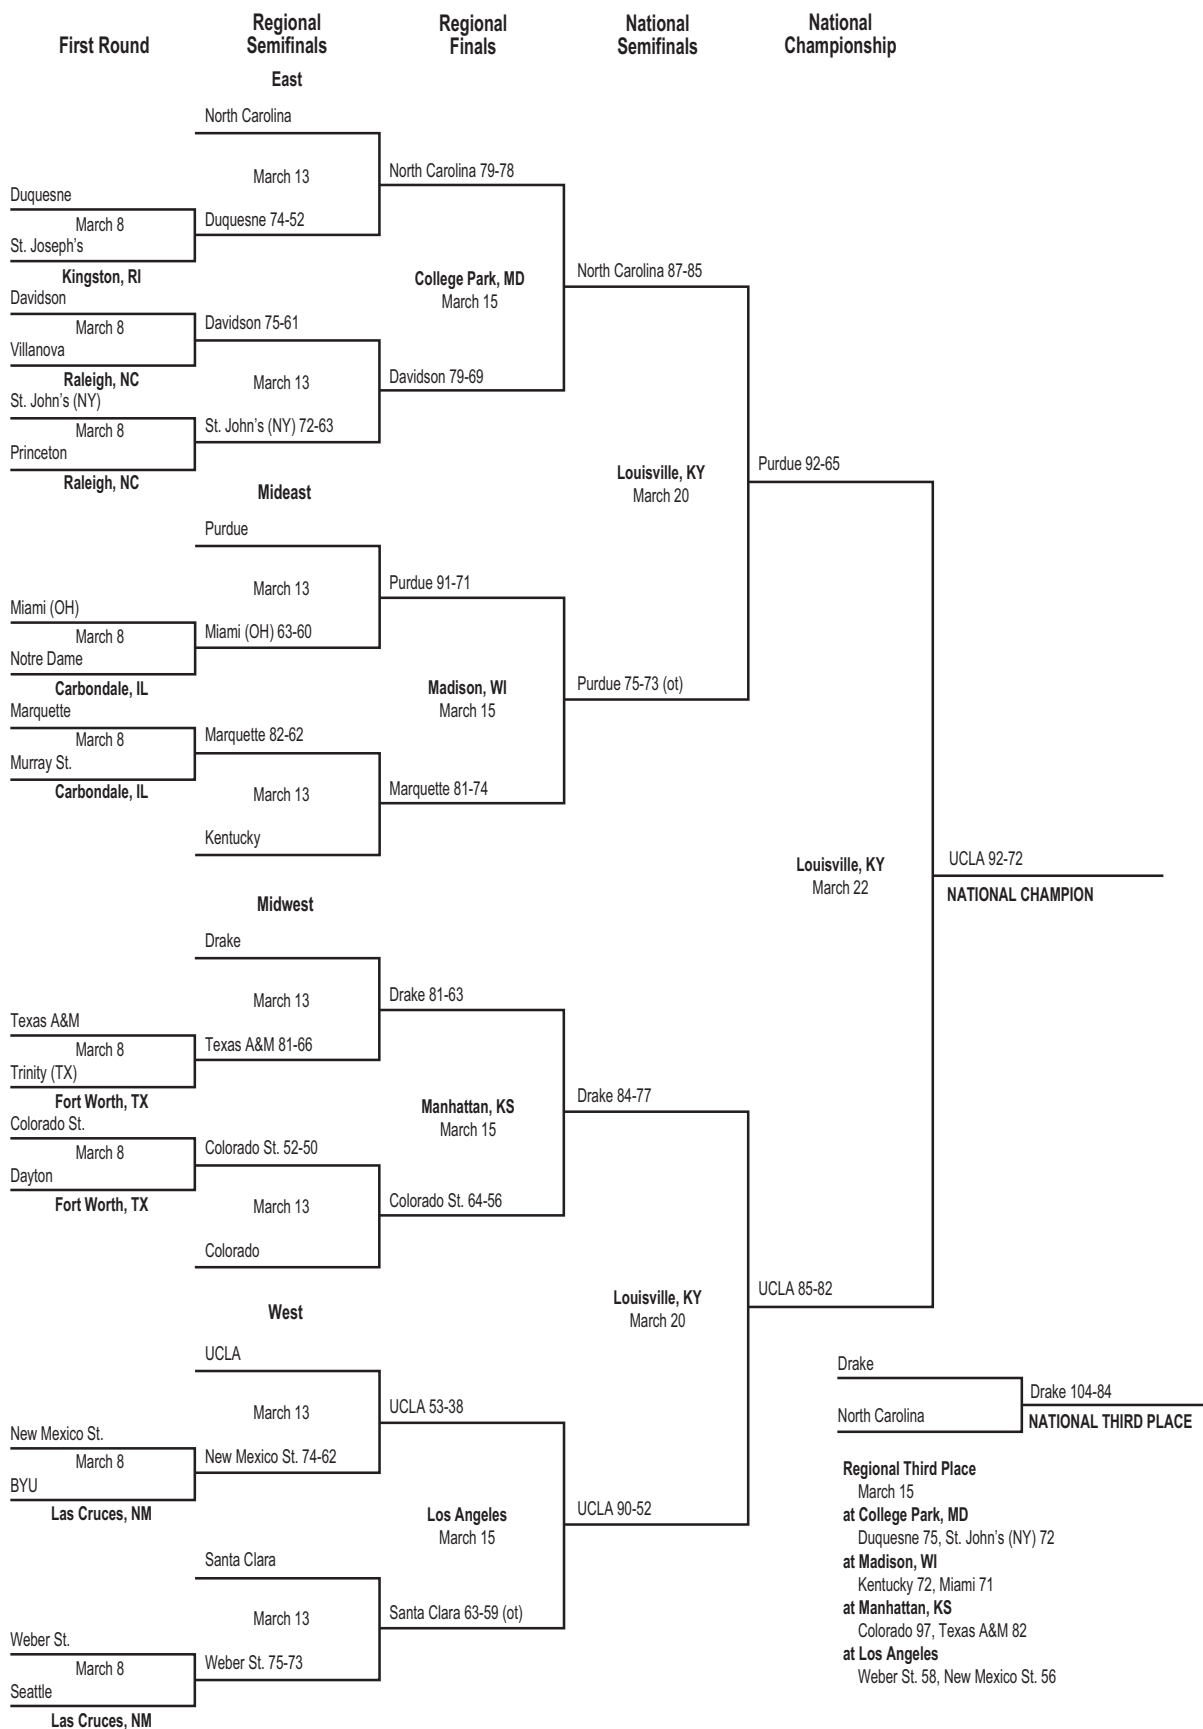 First Round
Regional
Semifinals
Regional
Finals
National
Semifinals
National
Championship
East
North Carolina
March 13
North Carolina 79-78
Duquesne
March 8
Duquesne 74-52
St. Joseph's
Kingston, RI
College Park, MD
March 15
North Carolina 87-85
Davidson
March 8
Davidson 75-61
Villanova
Raleigh, NC
March 13
Davidson 79-69
St. John's (NY)
March 8
St. John's (NY) 72-63
Princeton
Raleigh, NC
Louisville, KY
March 20
Purdue 92-65
Mideast
Purdue
March 13
Purdue 91-71
Miami (OH)
March 8
Miami (OH) 63-60
Notre Dame
Carbondale, IL
Madison, WI
March 15
Purdue 75-73 (ot)
Marquette
March 8
Marquette 82-62
Murray St.
Carbondale, IL
March 13
Marquette 81-74
Kentucky
Louisville, KY
March 22
UCLA 92-72
NATIONAL CHAMPION
Midwest
Drake
March 13
Drake 81-63
Texas A&M
March 8
Texas A&M 81-66
Trinity (TX)
Fort Worth, TX
Manhattan, KS
March 15
Drake 84-77
Colorado St.
March 8
Colorado St. 52-50
Dayton
Fort Worth, TX
March 13
Colorado St. 64-56
Colorado
Louisville, KY
March 20
UCLA 85-82
West
UCLA
March 13
UCLA 53-38
New Mexico St.
March 8
New Mexico St. 74-62
BYU
Las Cruces, NM
Los Angeles
March 15
UCLA 90-52
Santa Clara
March 13
Santa Clara 63-59 (ot)
Weber St.
March 8
Weber St. 75-73
Seattle
Las Cruces, NM
Drake
North Carolina
Drake 104-84
NATIONAL THIRD PLACE
Regional Third Place
March 15
at College Park, MD
Duquesne 75, St. John's (NY) 72
at Madison, WI
Kentucky 72, Miami 71
at Manhattan, KS
Colorado 97, Texas A&M 82
at Los Angeles
Weber St. 58, New Mexico St. 56